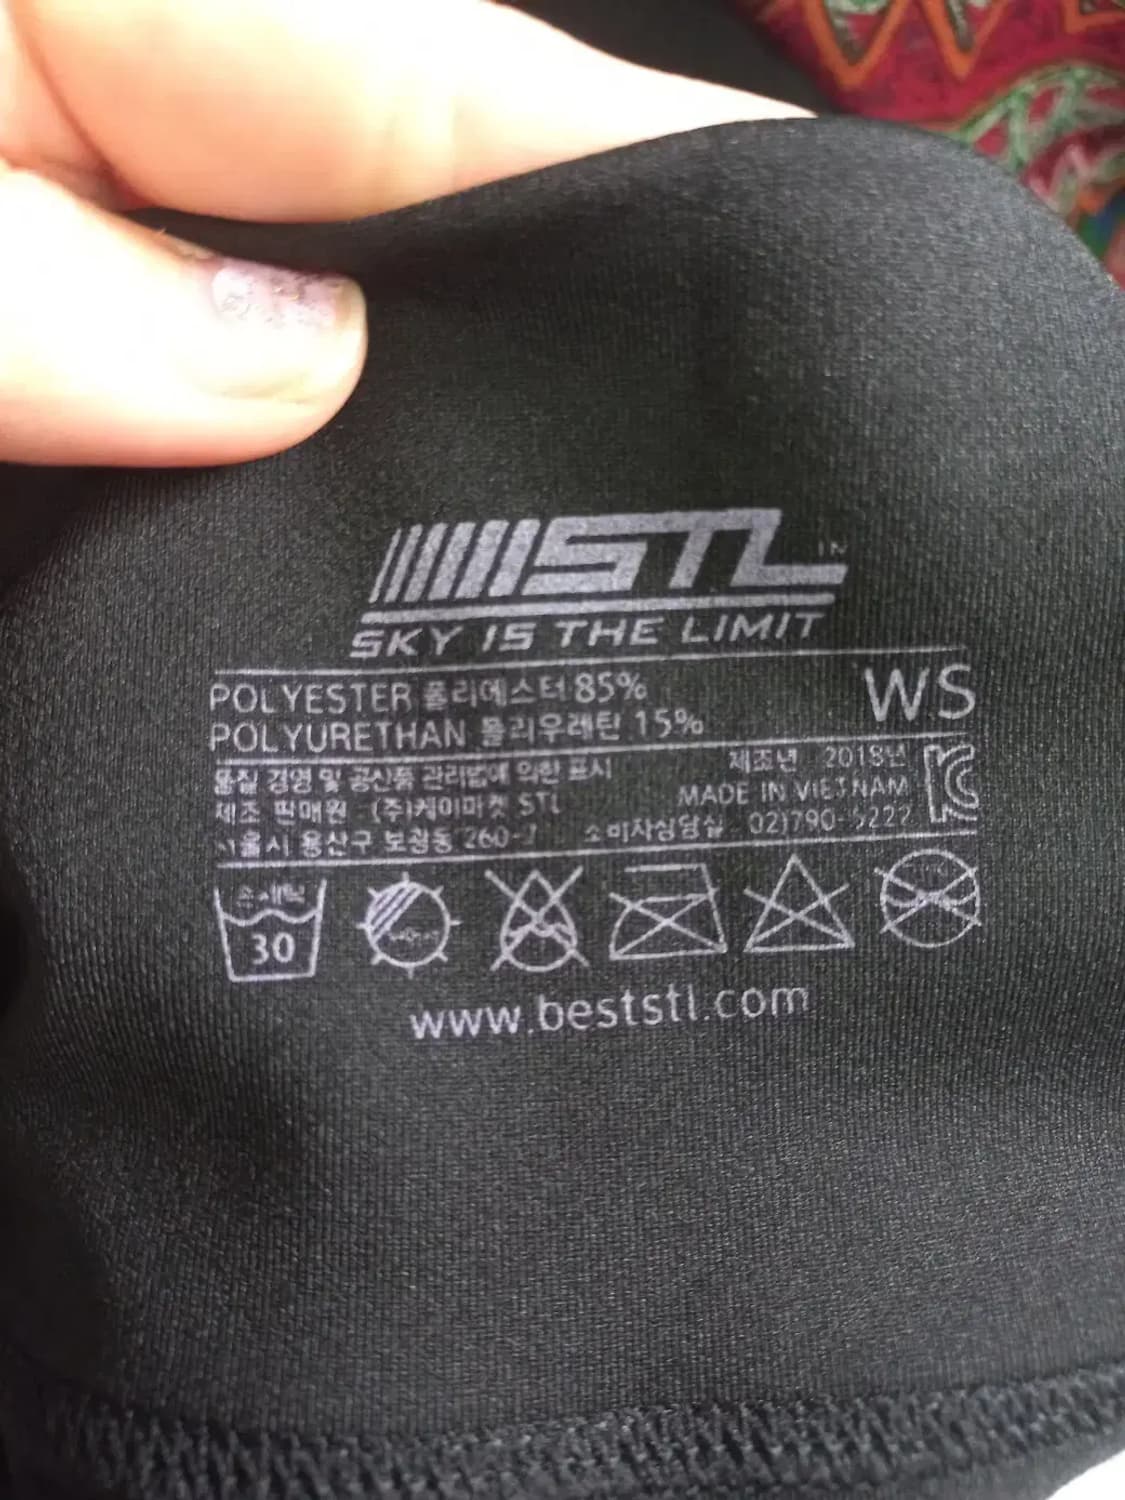 STL
SKY IS THE LIMIT
POLYESTER 폴리에스터 85%
POLYURETHAN 폴리우레탄 15%
WS
품질 경영 및 공산품 관리법에 의한 표시
제조 판매원 (주)케이마켓 STL
서울시 용산구 보광동 260-
제조년 2018년
MADE IN VIETNAM
소비자상담실 02)790-
손세탁
30
www.beststl.com